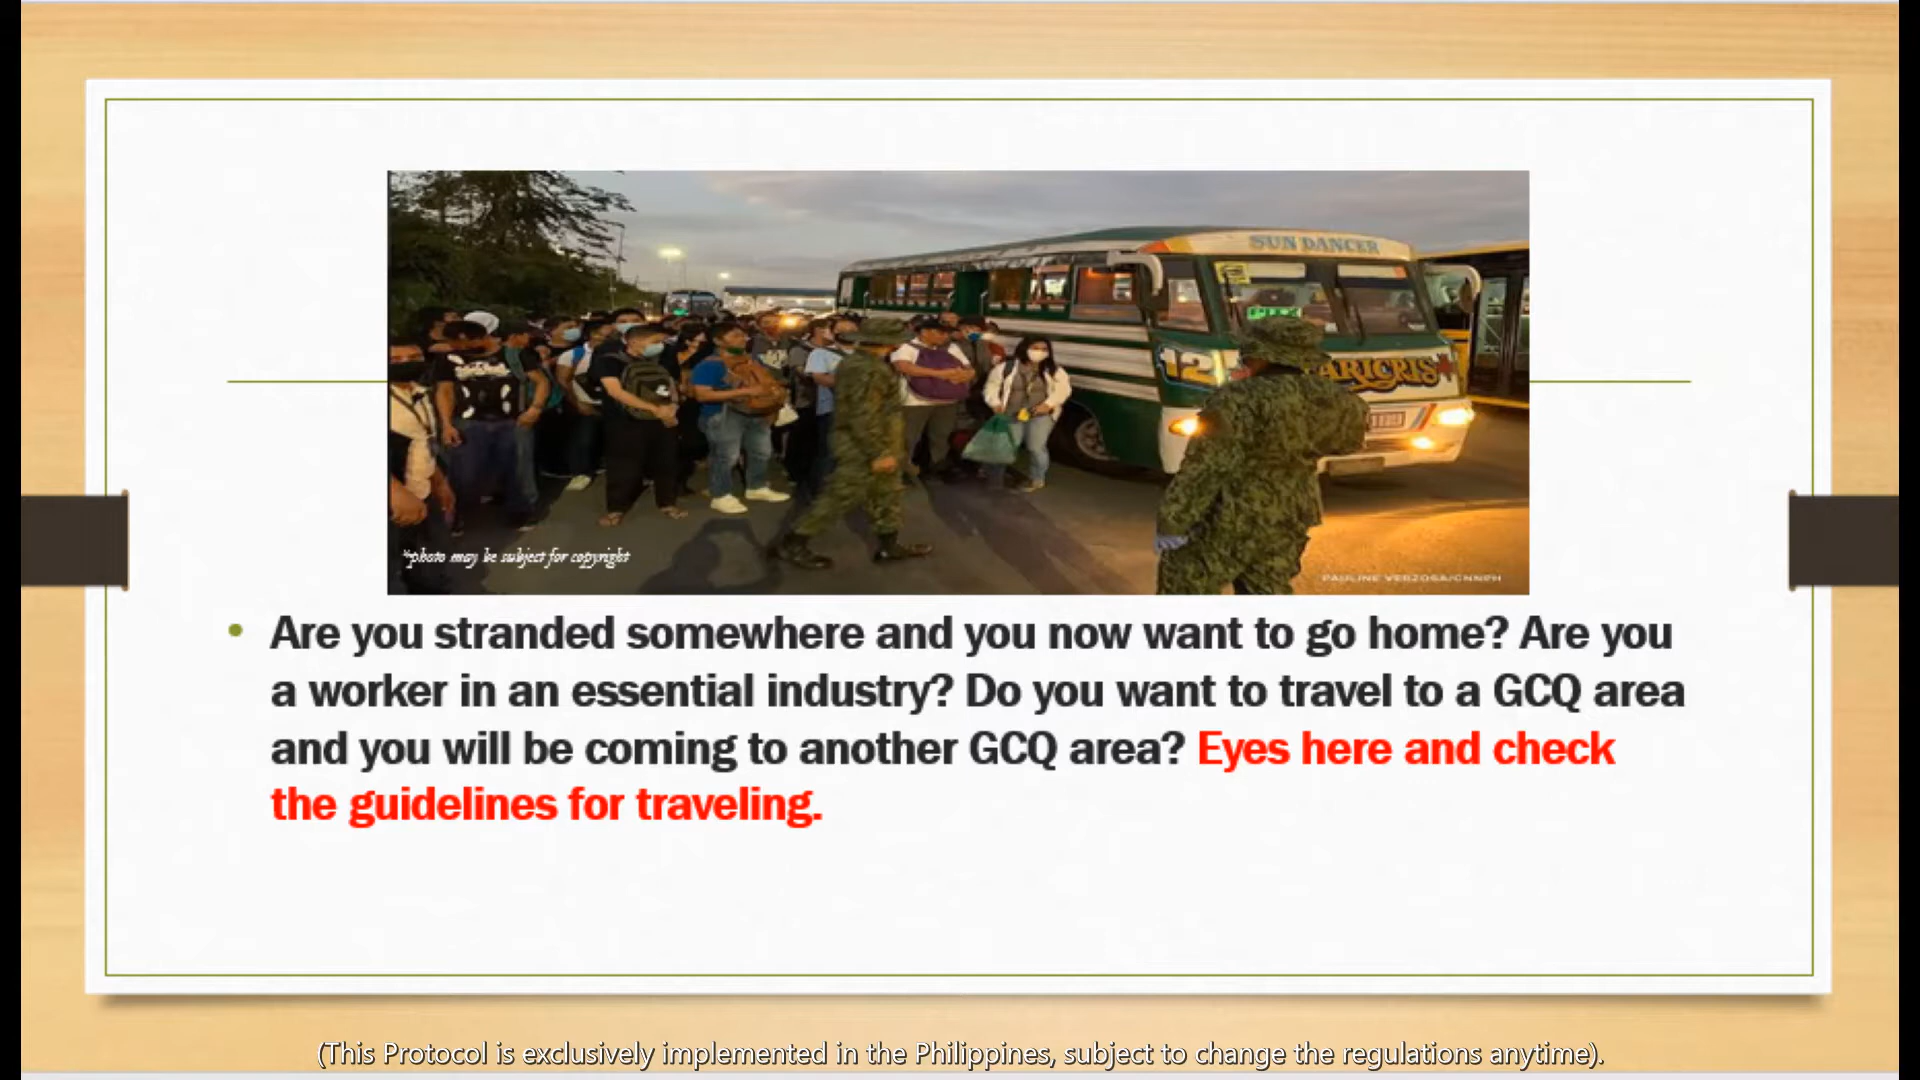 SUN DANCER
12
ARICRIS
*photo may be subject for copyright
PAULINE VERZOSA/CNNPH
• Are you stranded somewhere and you now want to go home? Are you
a worker in an essential industry? Do you want to travel to a GCQ area
and you will be coming to another GCQ area? Eyes here and check
the guidelines for traveling.
(This Protocol is exclusively implemented in the Philippines, subject to change the regulations anytime).